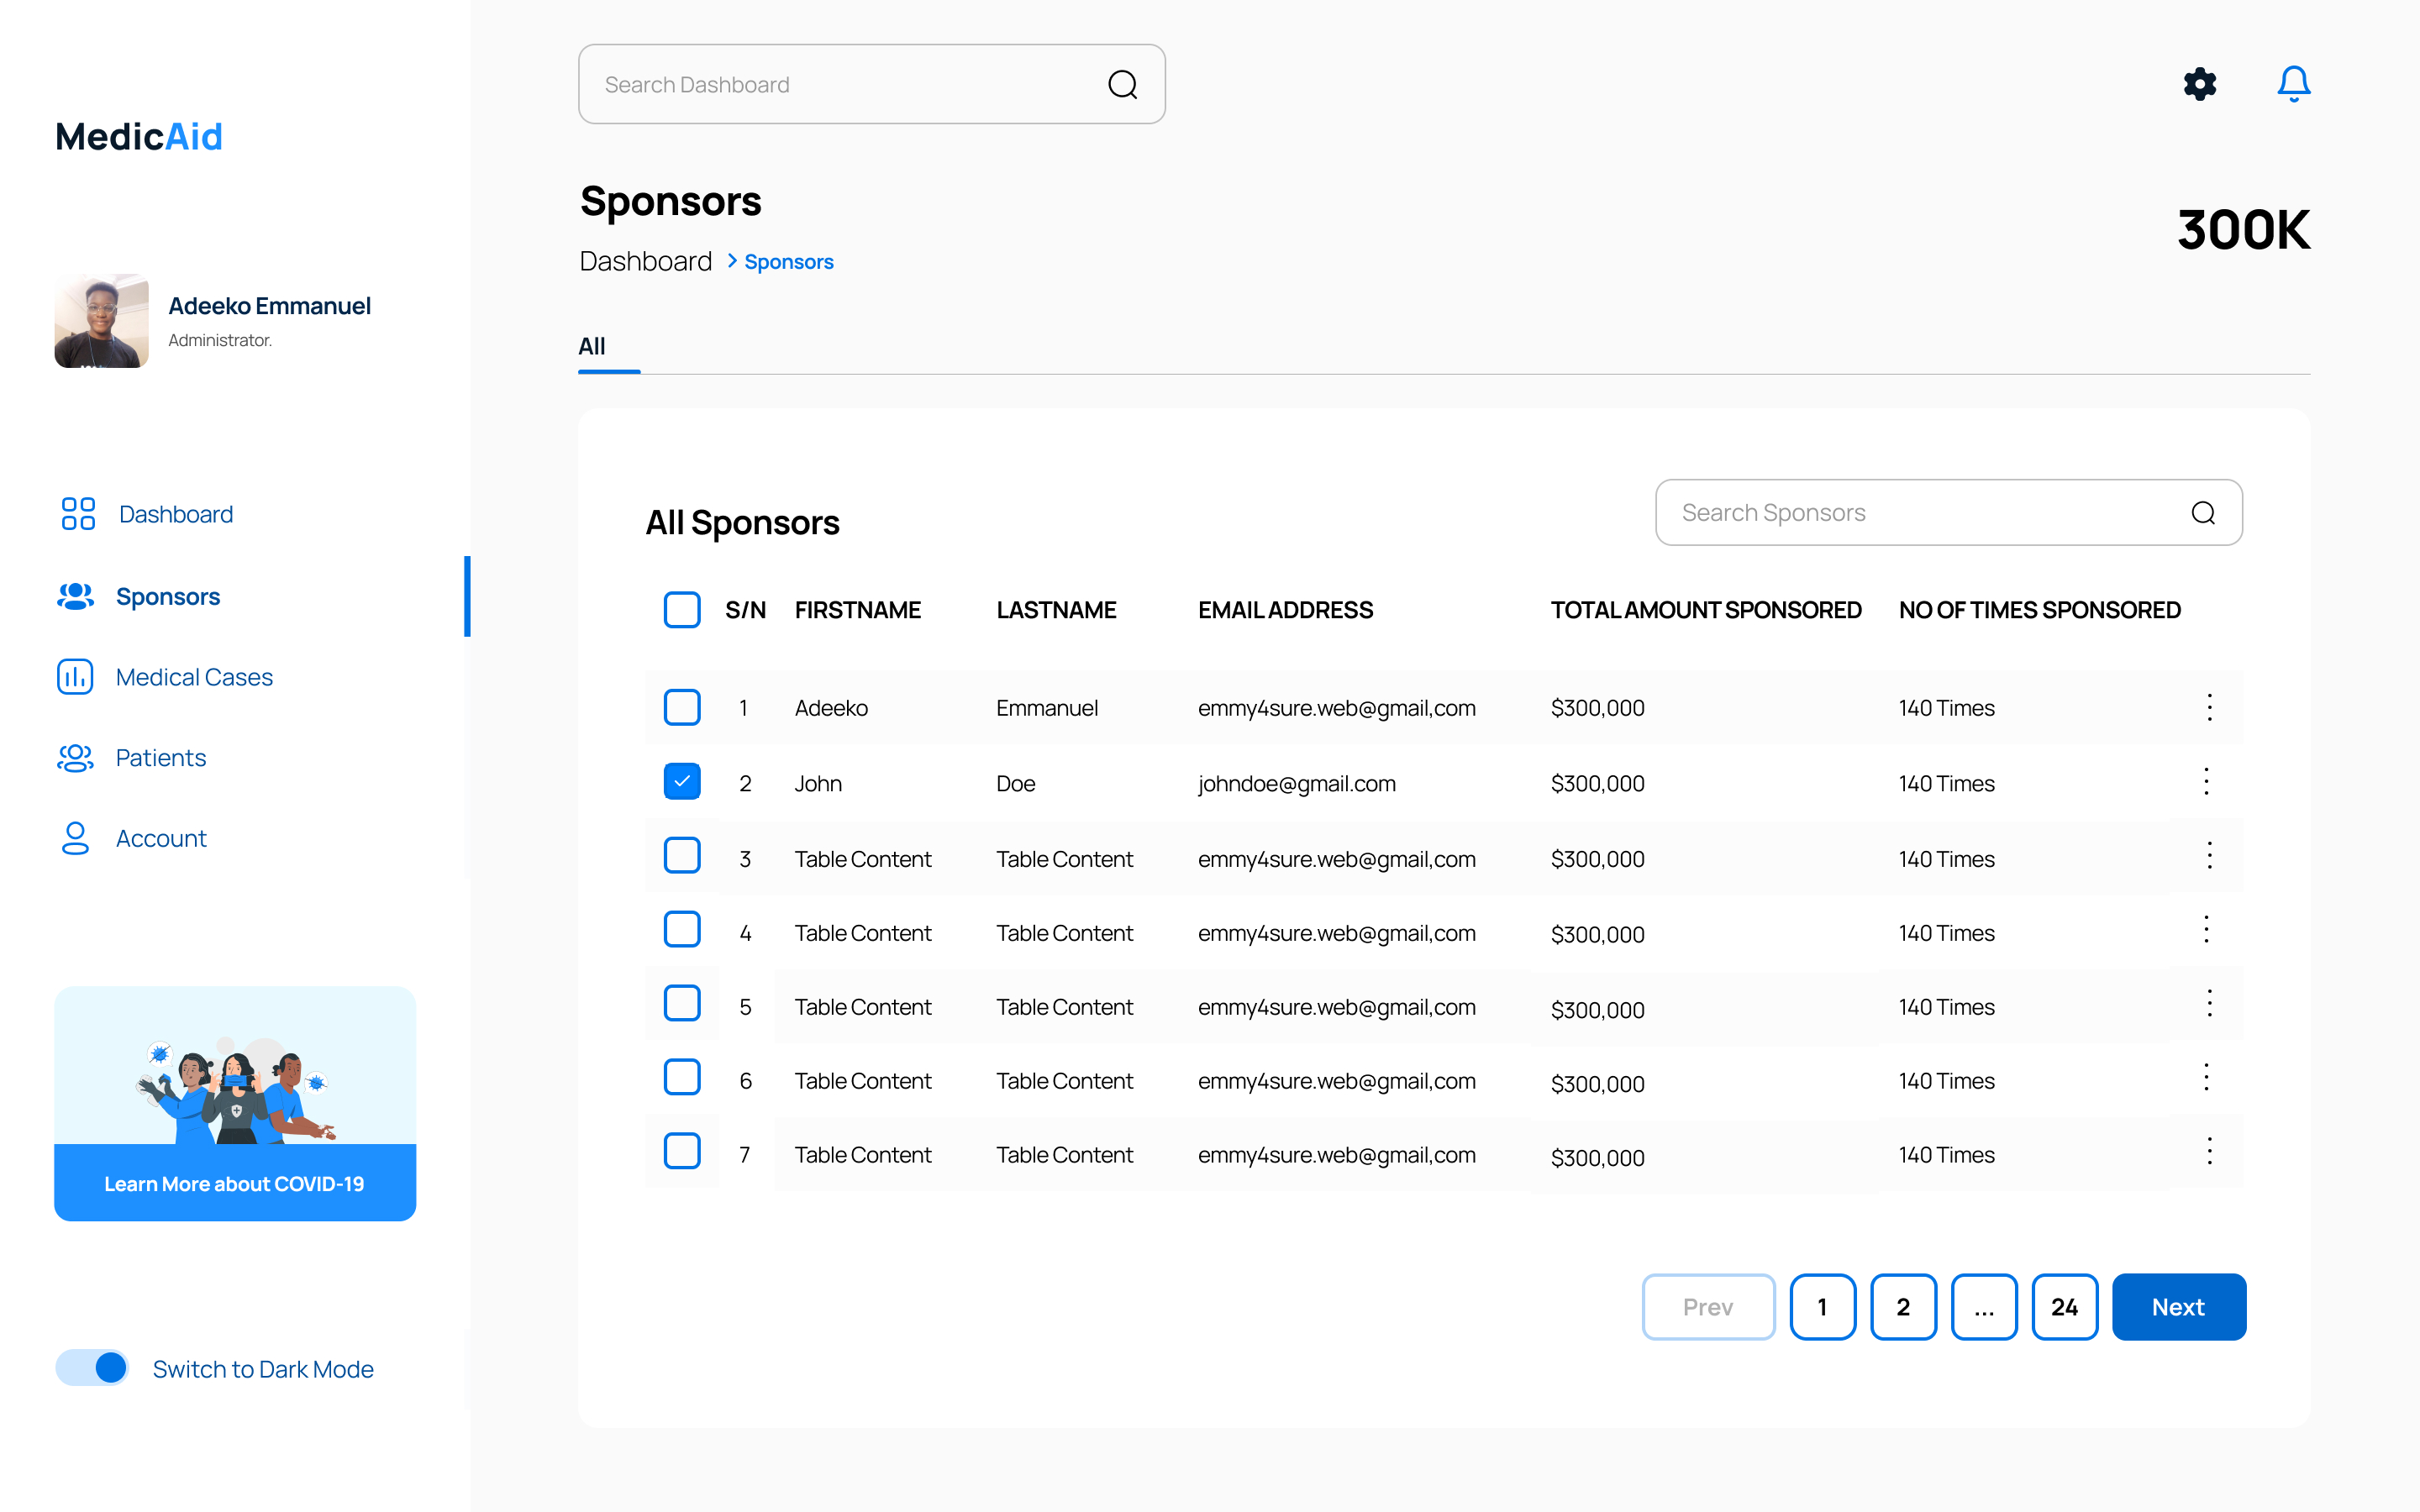 MedicAid
Adeeko Emmanuel
Administrator.
Dashboard
Sponsors
Medical Cases
Patients
Account
Learn More about COVID-19
Switch to Dark Mode
Search Dashboard
Sponsors
Dashboard > Sponsors
300K
All
All Sponsors
Search Sponsors
S/N FIRSTNAME LASTNAME EMAIL ADDRESS TOTAL AMOUNT SPONSORED NO OF TIMES SPONSORED
1 Adeeko Emmanuel emmy4sure.web@gmail,com $300,000 140 Times
2 John Doe johndoe@gmail.com $300,000 140 Times
3 Table Content Table Content emmy4sure.web@gmail,com $300,000 140 Times
4 Table Content Table Content emmy4sure.web@gmail,com $300,000 140 Times
5 Table Content Table Content emmy4sure.web@gmail,com $300,000 140 Times
6 Table Content Table Content emmy4sure.web@gmail,com $300,000 140 Times
7 Table Content Table Content emmy4sure.web@gmail,com $300,000 140 Times
Prev 1 2 ... 24 Next